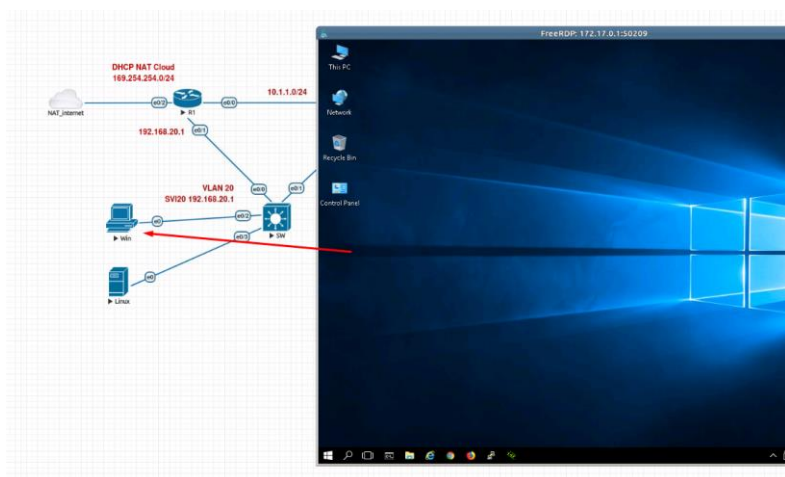 FreeRDP: 172.17.0.1:50209
This PC
Network
Recycle Bin
Control Panel
DHCP NAT Cloud
169.254.254.0/24
10.1.1.0/24
NAT_internet
e0/2
e0/0
R1
192.168.20.1
e0/1
VLAN 20
SVI20 192.168.20.1
e0/0
e0/1
e0
e0/2
Win
e0/3
SW
e0
Linux